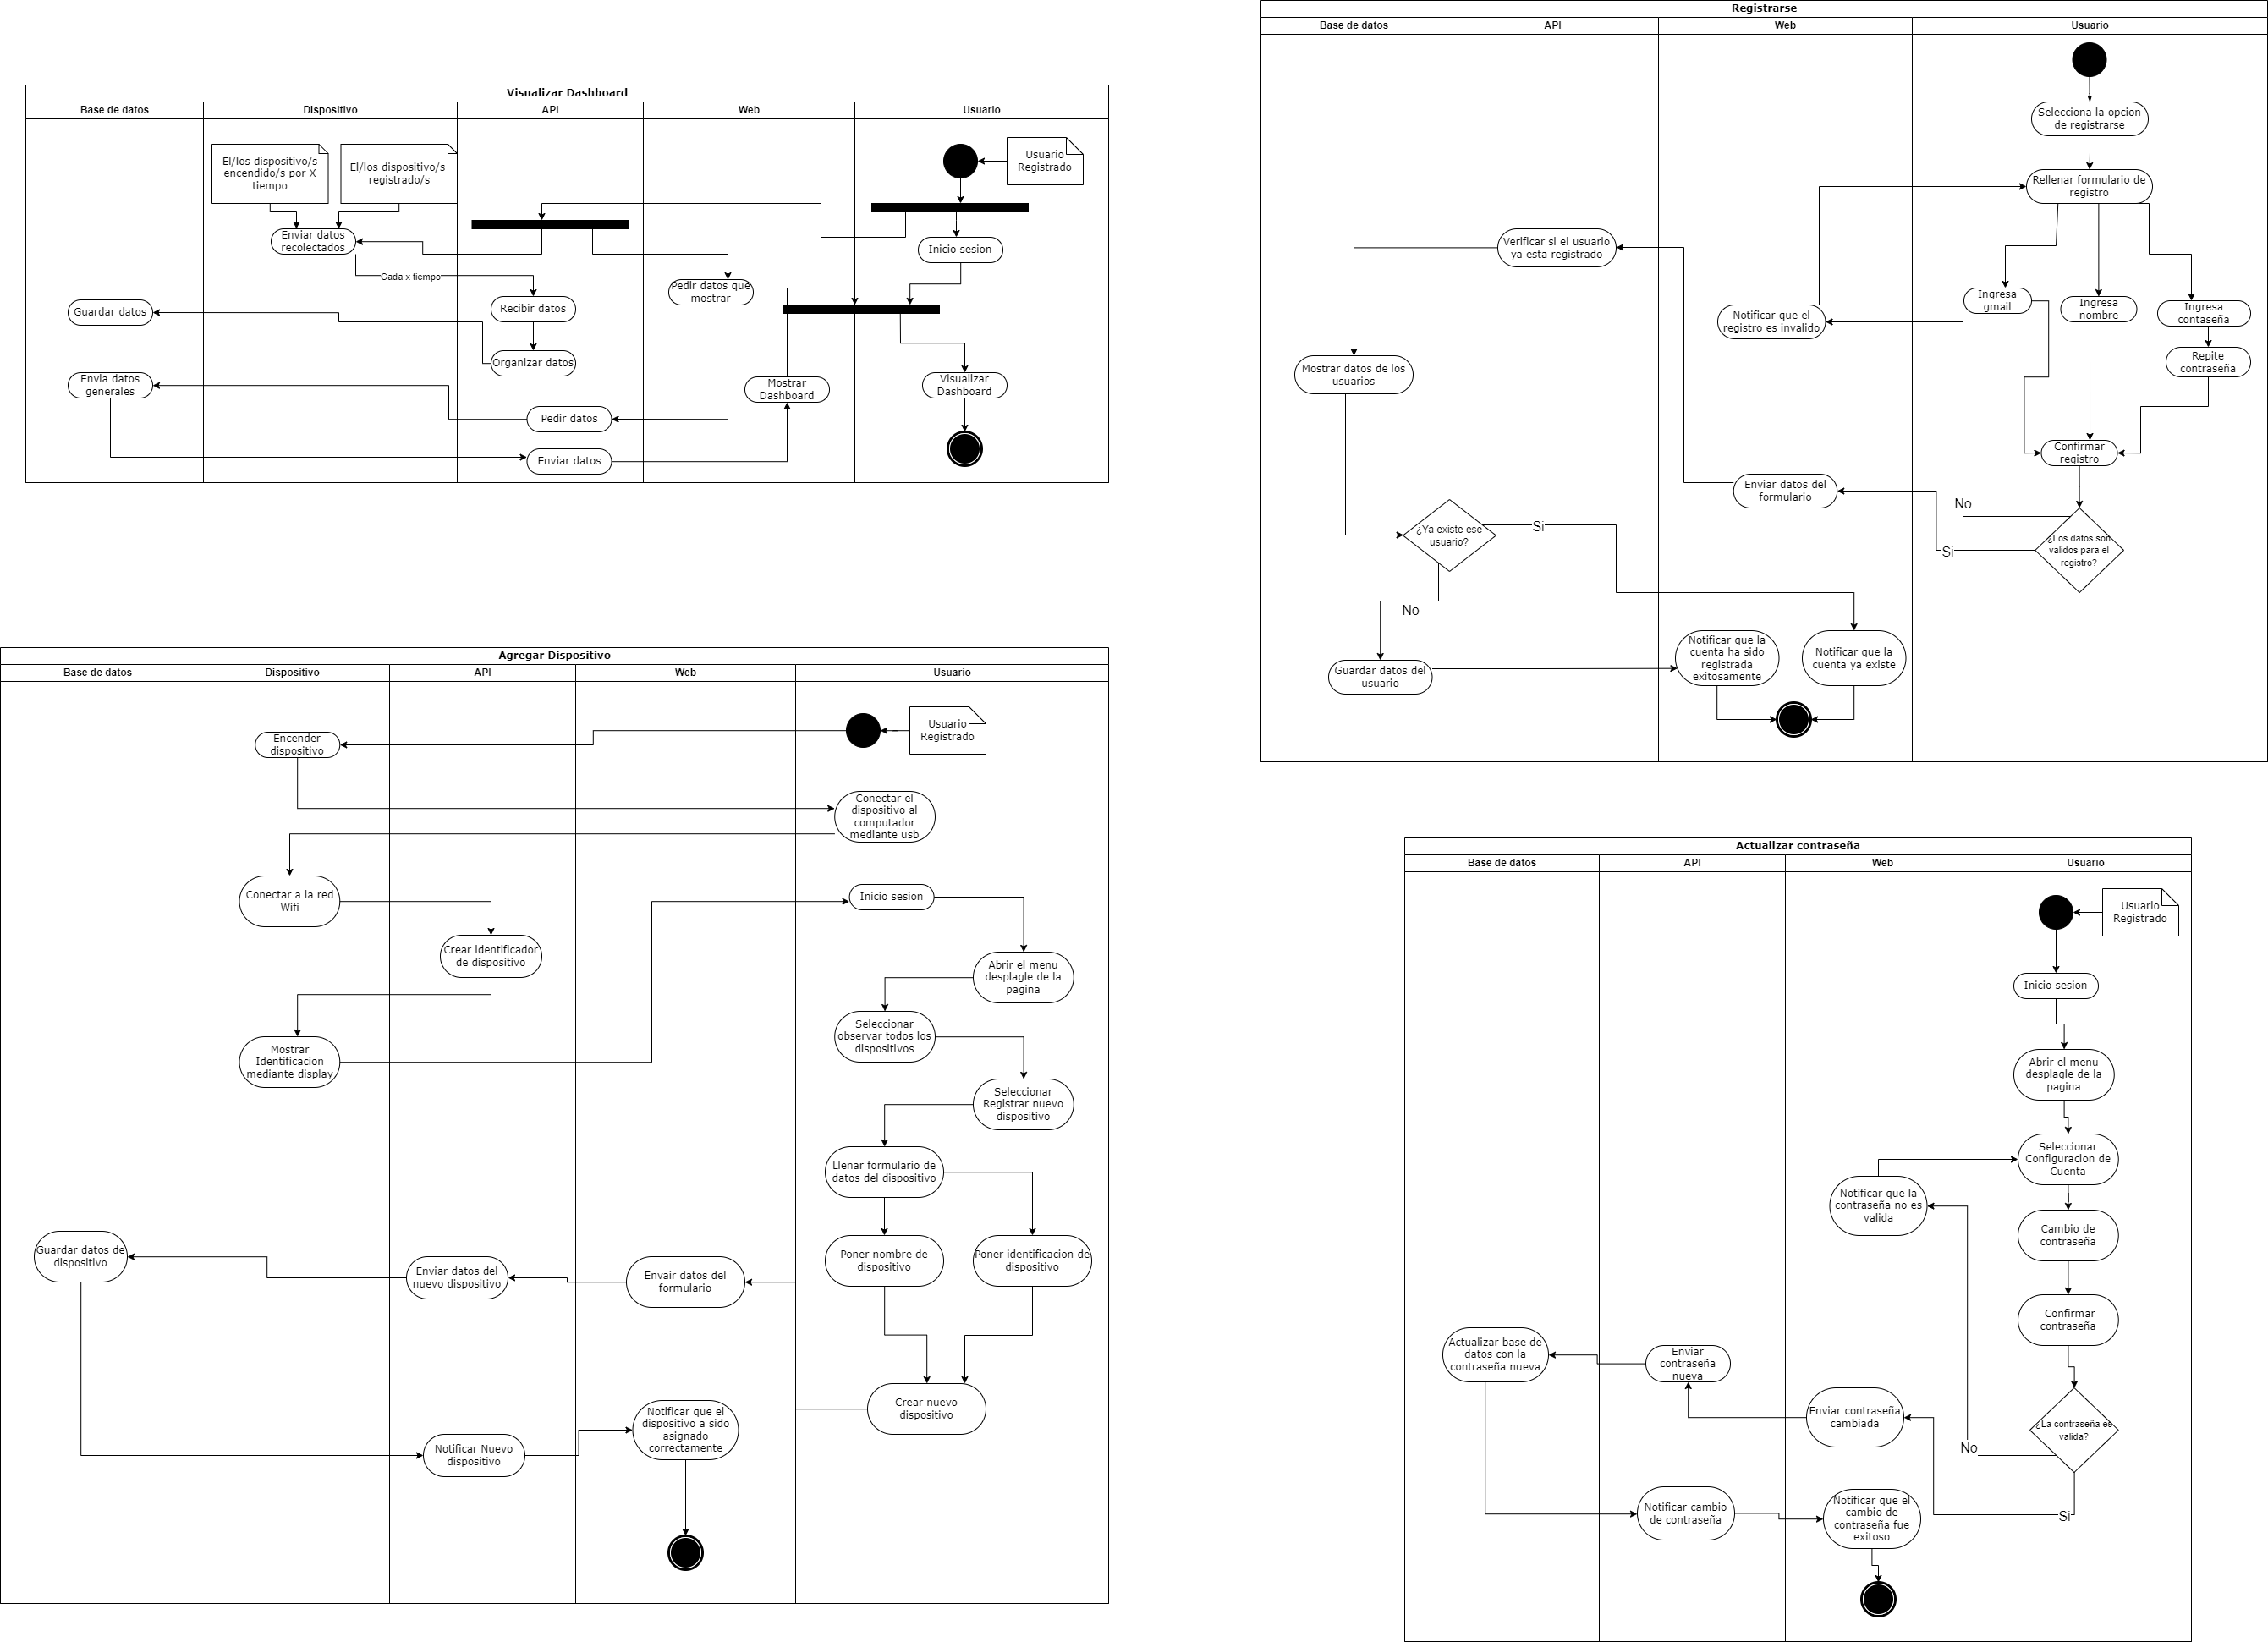 Visualizar Dashboard
Base de datos
Dispositivo
API
Web
Usuario
El/los dispositivo/s
encendido/s por X
tiempo
El/los dispositivo/s
registrado/s
Usuario
Registrado
Enviar datos
recolectados
Inicio sesion
Cada x tiempo
Pedir datos que
mostrar
Guardar datos
Recibir datos
Organizar datos
Envia datos
generales
Mostrar
Dashboard
Visualizar
Dashboard
Pedir datos
Enviar datos
Registrarse
Base de datos
API
Web
Usuario
Selecciona la opcion
de registrarse
Rellenar formulario de
registro
Verificar si el usuario
ya esta registrado
Ingresa
gmail
Ingresa
nombre
Ingresa
contaseña
Notificar que el
registro es invalido
Repite
contraseña
Mostrar datos de los
usuarios
Confirmar
registro
Enviar datos del
formulario
No
¿Ya existe ese
usuario?
Si
Si
¿Los datos son
validos para el
registro?
No
Guardar datos del
usuario
Notificar que la
cuenta ha sido
registrada
exitosamente
Notificar que la
cuenta ya existe
Agregar Dispositivo
Base de datos
Dispositivo
API
Web
Usuario
Usuario
Registrado
Encender
dispositivo
Conectar el
dispositivo al
computador
mediante usb
Conectar a la red
Wifi
Inicio sesion
Crear identificador
de dispositivo
Abrir el menu
desplagle de la
pagina
Mostrar
Identificacion
mediante display
Seleccionar
observar todos los
dispositivos
Seleccionar
Registrar nuevo
dispositivo
Llenar formulario de
datos del dispositivo
Guardar datos de
dispositivo
Enviar datos del
nuevo dispositivo
Envair datos del
formulario
Poner nombre de
dispositivo
Poner identificacion de
dispositivo
Crear nuevo
dispositivo
Notificar Nuevo
dispositivo
Notificar que el
dispositivo a sido
asignado
correctamente
Actualizar contraseña
Base de datos
API
Web
Usuario
Usuario
Registrado
Inicio sesion
Abrir el menu
desplagle de la
pagina
Seleccionar
Configuracion de
Cuenta
Notificar que la
contraseña no es
valida
Cambio de
contraseña
Confirmar
contraseña
Actualizar base de
datos con la
contraseña nueva
Enviar
contraseña
nueva
Enviar contraseña
cambiada
¿La contraseña es
valida?
No
Notificar cambio
de contraseña
Notificar que el
cambio de
contraseña fue
exitoso
Si